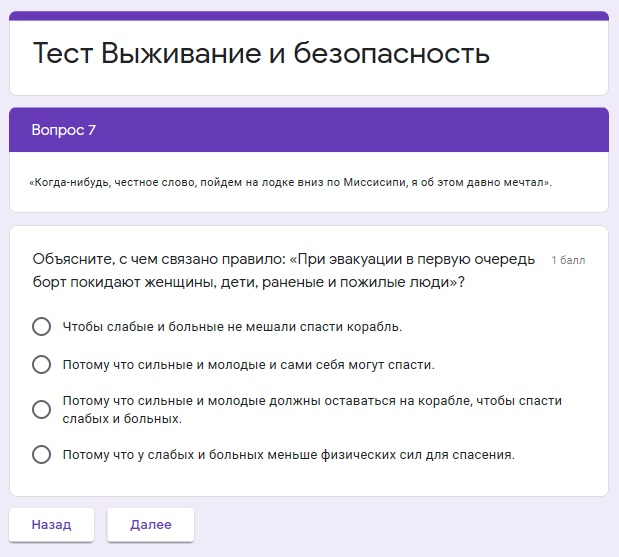 Тест Выживание и безопасность
Вопрос 7
«Когда-нибудь, честное слово, пойдем на лодке вниз по Миссисипи, я об этом давно мечтал».
Объясните, с чем связано правило: «При эвакуации в первую очередь
борт покидают женщины, дети, раненые и пожилые люди»?
1 балл
Чтобы слабые и больные не мешали спасти корабль.
Потому что сильные и молодые и сами себя могут спасти.
Потому что сильные и молодые должны оставаться на корабле, чтобы спасти
слабых и больных.
Потому что у слабых и больных меньше физических сил для спасения.
Назад
Далее